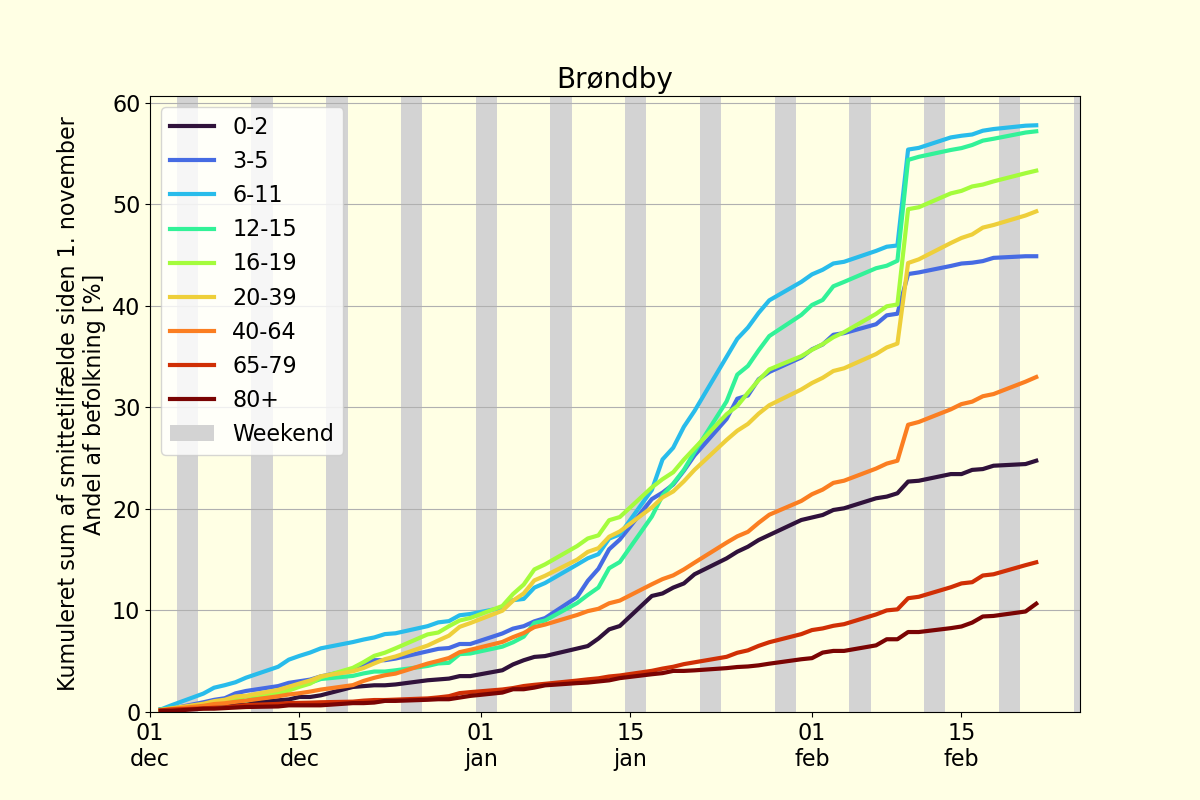 Brøndby
Kumuleret sum af smittetilfælde siden 1. november
Andel af befolkning [%]
60
50
40
30
20
10
0
0-2
3-5
6-11
12-15
16-19
20-39
40-64
65-79
80+
Weekend
01 15 01 15 01 15
dec dec jan jan feb feb